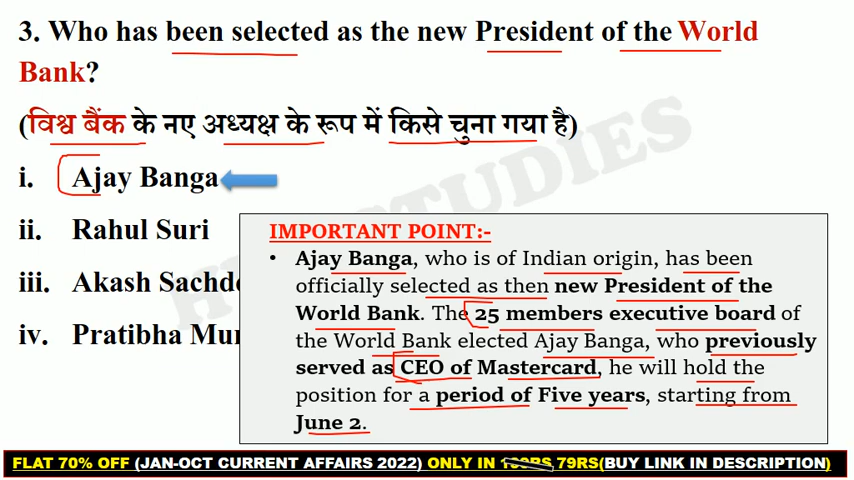 3. Who has been selected as the new President of the World
Bank?
(विश्व बैंक के नए अध्यक्ष के रूप में किसे चुना गया है)
i. Ajay Banga
ii. Rahul Suri
iii. Akash Sachd
iv. Pratibha Mu
IMPORTANT POINT:-
• Ajay Banga, who is of Indian origin, has been
officially selected as then new President of the
World Bank. The 25 members executive board of
the World Bank elected Ajay Banga, who previously
served as CEO of Mastercard, he will hold the
position for a period of Five years, starting from
June 2.
FLAT 70% OFF (JAN-OCT CURRENT AFFAIRS 2022) ONLY IN 79RS(BUY LINK IN DESCRIPTION)